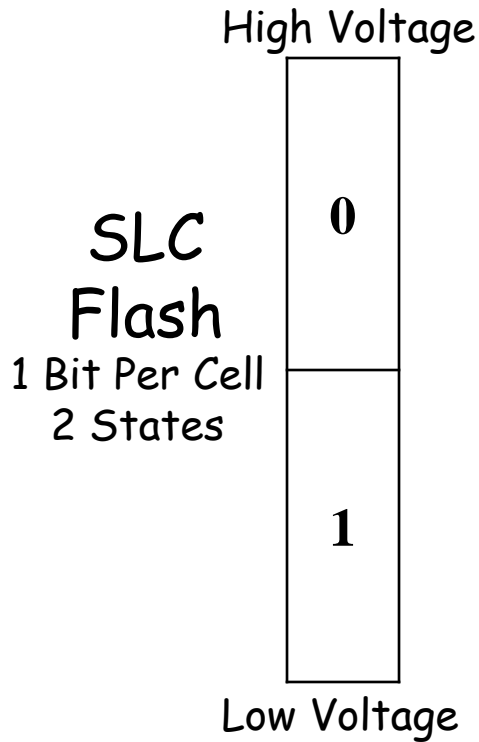 High Voltage
0
SLC
Flash
1 Bit Per Cell
2 States
1
Low Voltage